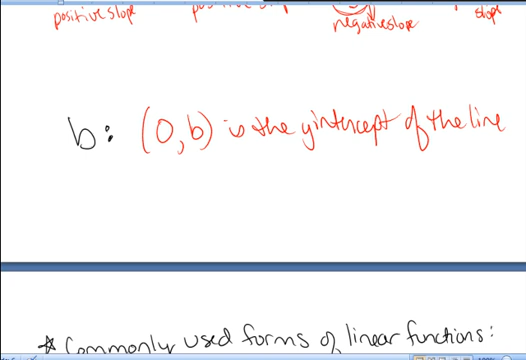 positive slope
negative slope
slope
b: (0, b) is the y intercept of the line
* Commonly used forms of linear functions: